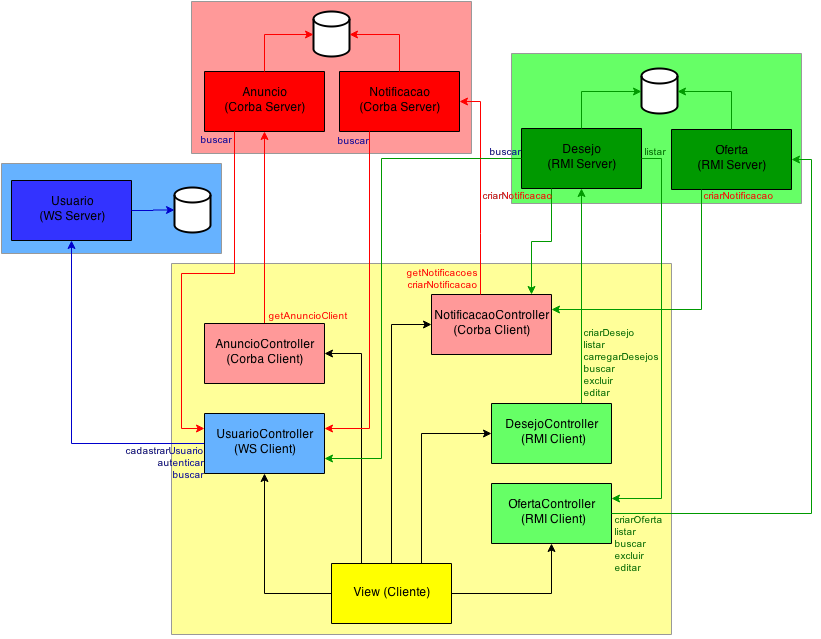 Anuncio
(Corba Server)
Notificacao
(Corba Server)
buscar
buscar
Desejo
(RMI Server)
Oferta
(RMI Server)
buscar
listar
criarNotificacao
criarNotificacao
Usuario
(WS Server)
getNotificacoes
criarNotificacao
getAnuncioClient
NotificacaoController
(Corba Client)
AnuncioController
(Corba Client)
criarDesejo
listar
carregarDesejos
buscar
excluir
editar
UsuarioController
(WS Client)
cadastrarUsuario
autenticar
buscar
DesejoController
(RMI Client)
OfertaController
(RMI Client)
criarOferta
listar
buscar
excluir
editar
View (Cliente)